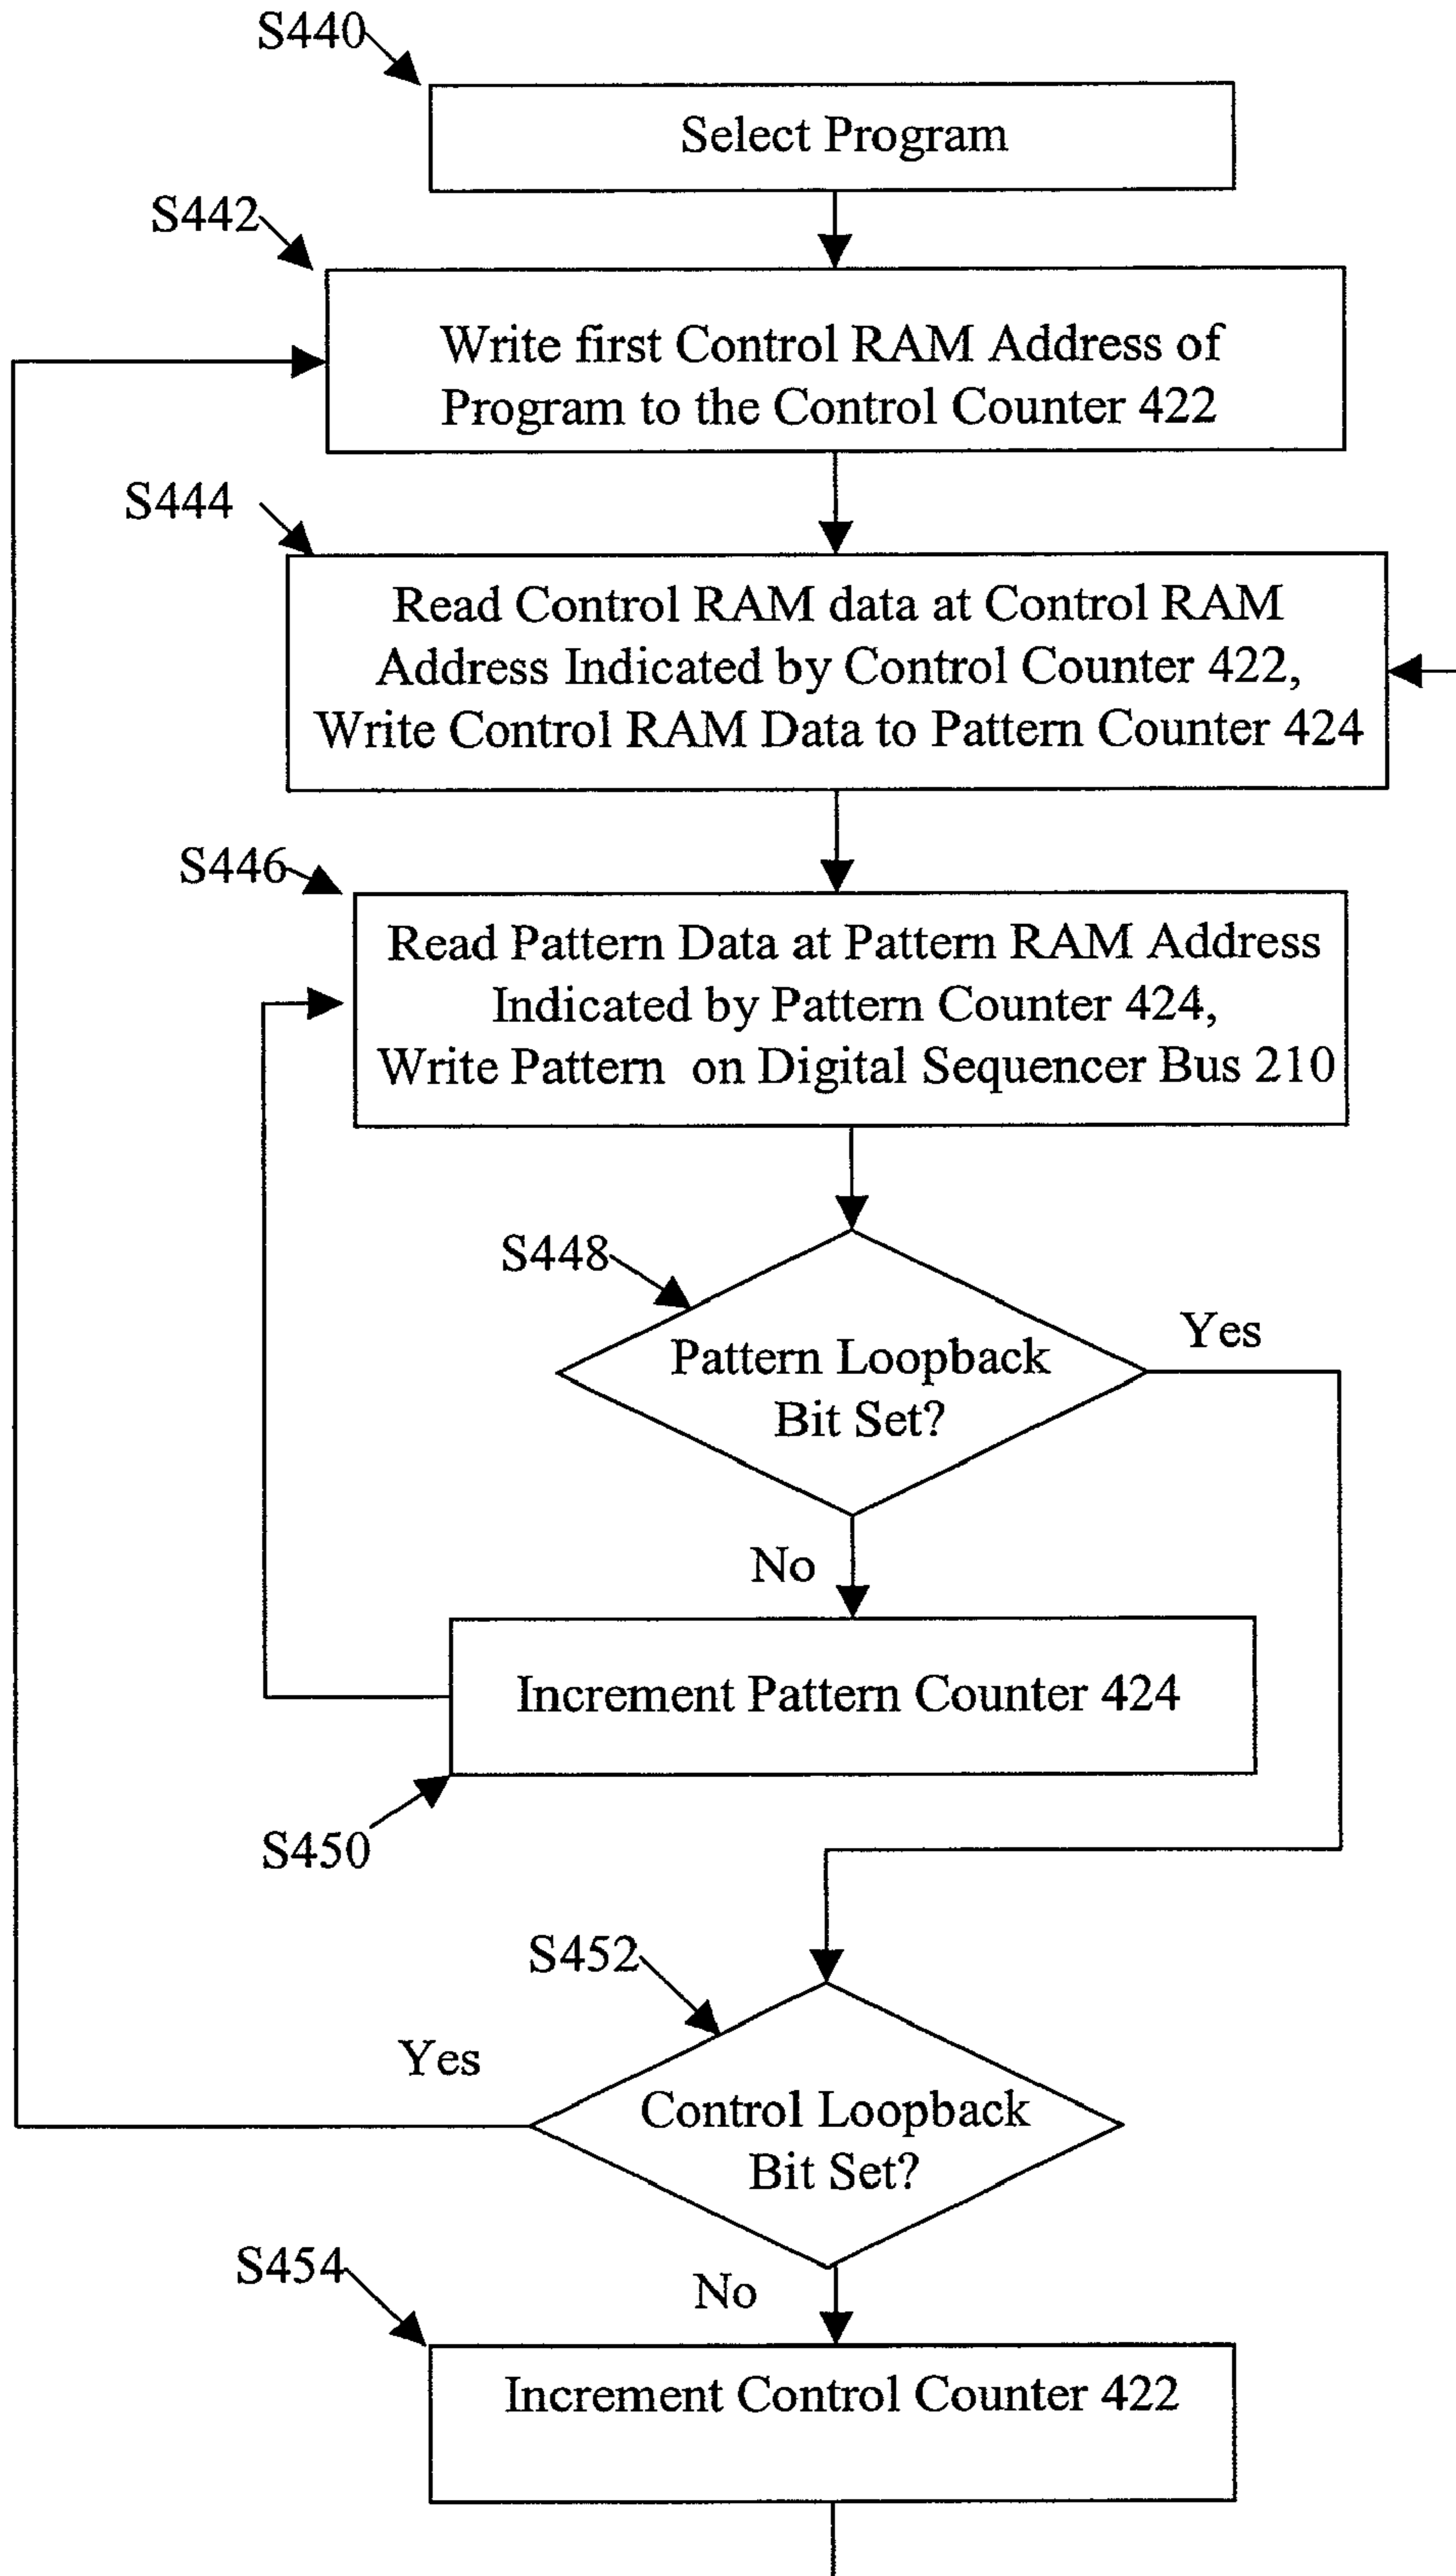 S440
Select Program
S442
Write first Control RAM Address of
Program to the Control Counter 422
S444
Read Control RAM data at Control RAM
Address Indicated by Control Counter 422,
Write Control RAM Data to Pattern Counter 424
S446
Read Pattern Data at Pattern RAM Address
Indicated by Pattern Counter 424,
Write Pattern on Digital Sequencer Bus 210
S448
Yes
Pattern Loopback
Bit Set?
No
Increment Pattern Counter 424
S450
S452
Yes
Control Loopback
Bit Set?
S454
No
Increment Control Counter 422